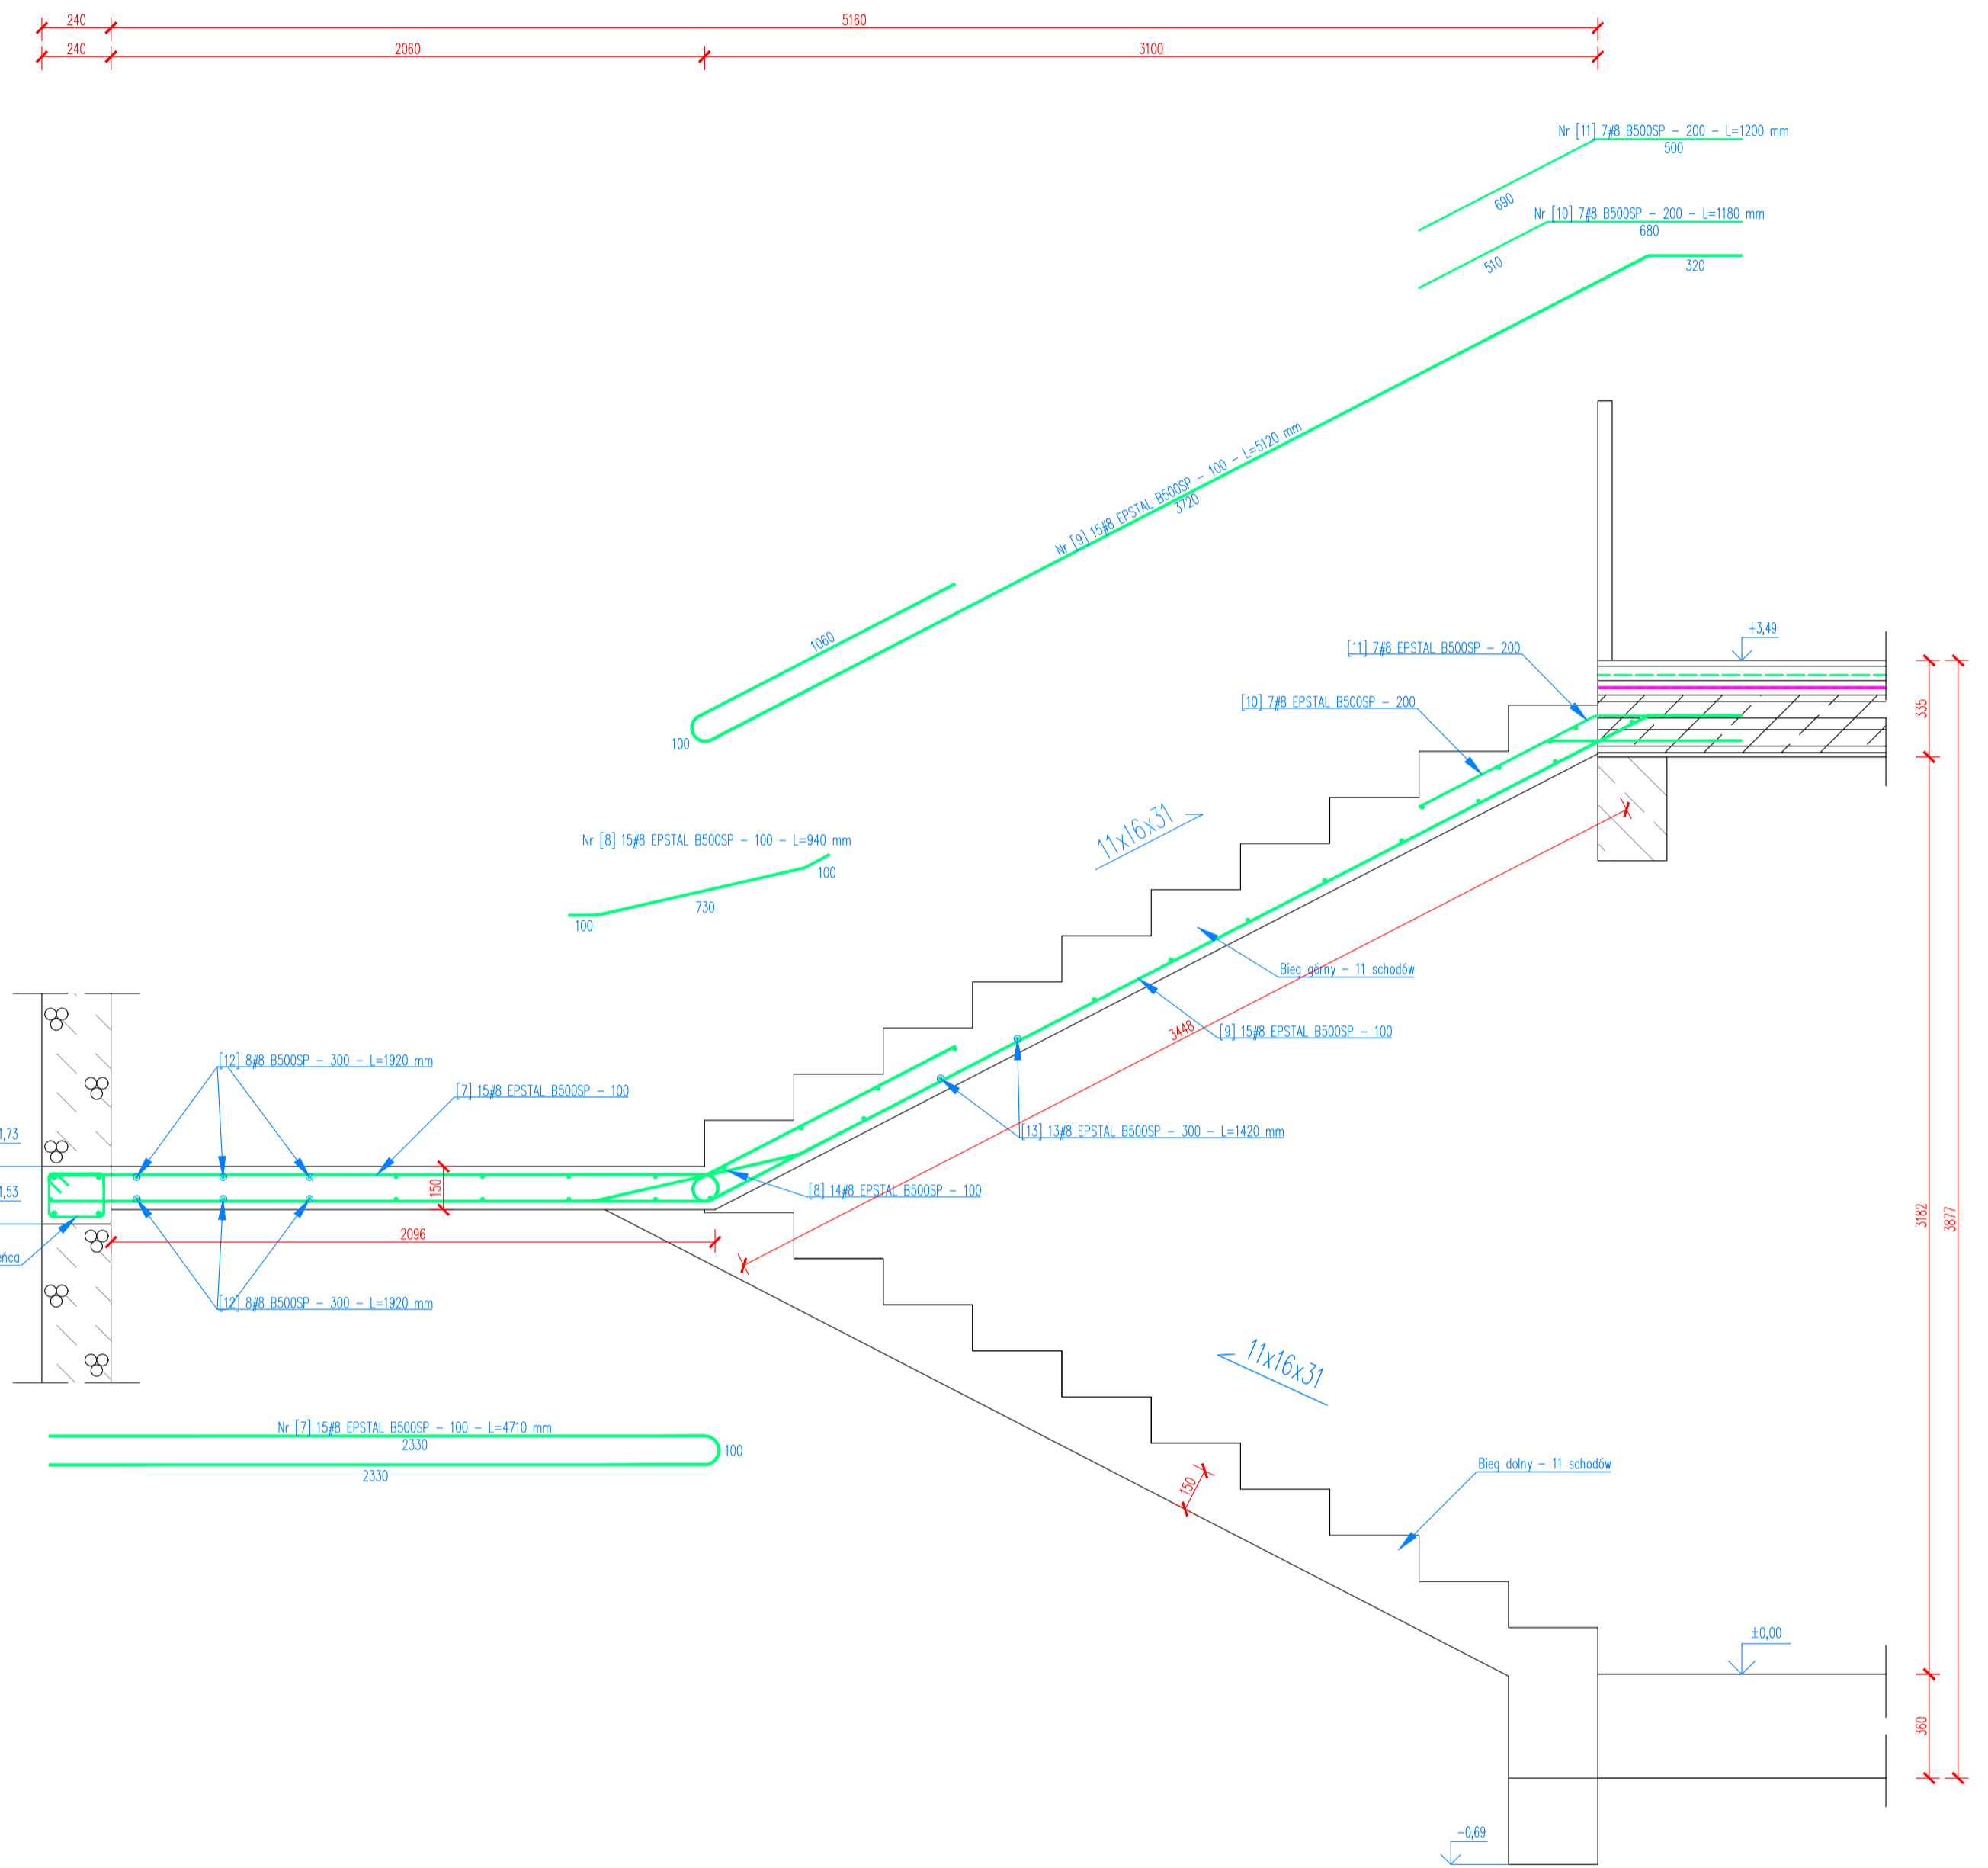 240
5160
240
2060
3100
Nr [11] 7#8 B500SP - 200 - L=1200 mm
500
690
Nr [10] 7#8 B500SP - 200 - L=1180 mm
680
510
320
Nr [9] 15#8 EPSTAL B500SP - 100 - L=5120 mm
3720
1060
100
+3,49
[11] 7#8 EPSTAL B500SP - 200
[10] 7#8 EPSTAL B500SP - 200
335
11x16x31
Nr [8] 15#8 EPSTAL B500SP - 100 - L=940 mm
100
730
100
Bieg górny - 11 schodów
3448
[9] 15#8 EPSTAL B500SP - 100
[12] 8#8 B500SP - 300 - L=1920 mm
[7] 15#8 EPSTAL B500SP - 100
1,73
[13] 13#8 EPSTAL B500SP - 300 - L=1420 mm
1,53
150
[8] 14#8 EPSTAL B500SP - 100
3182
3877
2096
[12] 8#8 B500SP - 300 - L=1920 mm
11x16x31
Nr [7] 15#8 EPSTAL B500SP - 100 - L=4710 mm
2330
100
2330
Bieg dolny - 11 schodów
150
±0,00
360
-0,69